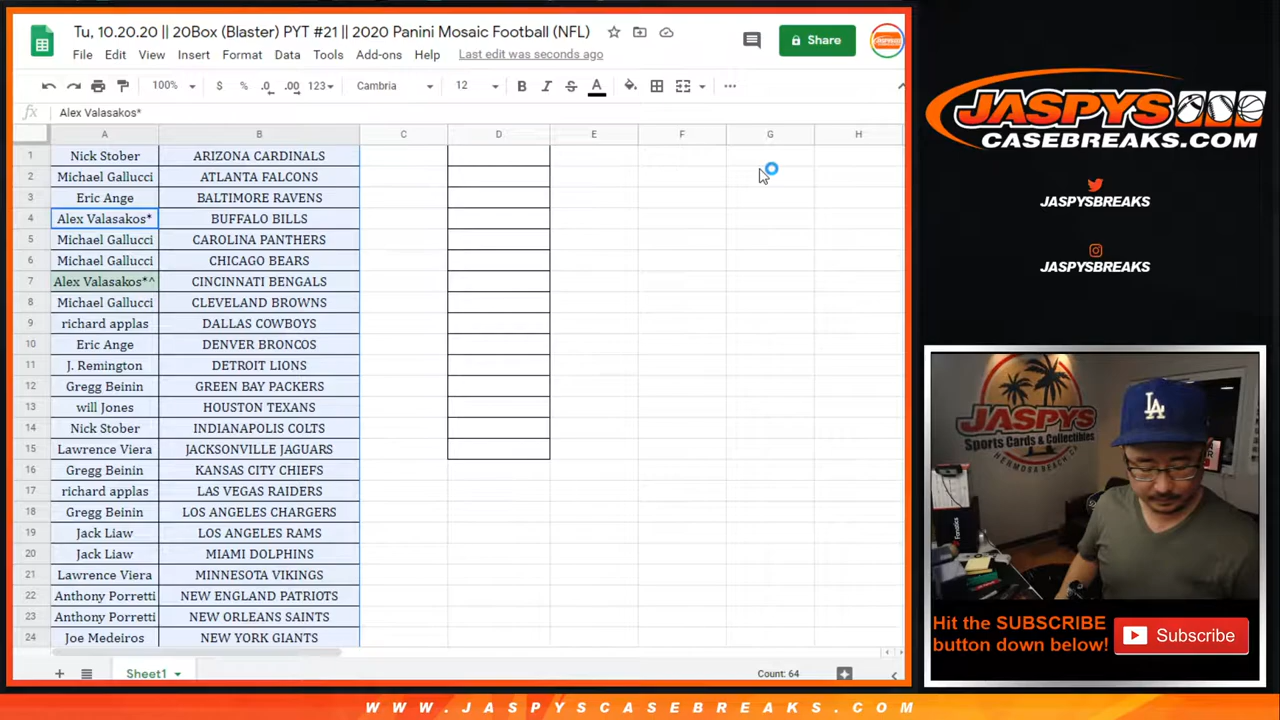 Tu, 10.20.20 || 20Box (Blaster) PYT #21 || 2020 Panini Mosaic Football (NFL)
File Edit View Insert Format Data Tools Add-ons Help Last edit was seconds ago
Share
100% $ % .0 .00 123 Cambria 12 B I S A
fx Alex Valasakos*
A B C D E F G H
1 Nick Stober ARIZONA CARDINALS
2 Michael Gallucci ATLANTA FALCONS
3 Eric Ange BALTIMORE RAVENS
4 Alex Valasakos* BUFFALO BILLS
5 Michael Gallucci CAROLINA PANTHERS
6 Michael Gallucci CHICAGO BEARS
7 Alex Valasakos*^ CINCINNATI BENGALS
8 Michael Gallucci CLEVELAND BROWNS
9 richard applas DALLAS COWBOYS
10 Eric Ange DENVER BRONCOS
11 J. Remington DETROIT LIONS
12 Gregg Beinin GREEN BAY PACKERS
13 will Jones HOUSTON TEXANS
14 Nick Stober INDIANAPOLIS COLTS
15 Lawrence Viera JACKSONVILLE JAGUARS
16 Gregg Beinin KANSAS CITY CHIEFS
17 richard applas LAS VEGAS RAIDERS
18 Gregg Beinin LOS ANGELES CHARGERS
19 Jack Liaw LOS ANGELES RAMS
20 Jack Liaw MIAMI DOLPHINS
21 Lawrence Viera MINNESOTA VIKINGS
22 Anthony Porretti NEW ENGLAND PATRIOTS
23 Anthony Porretti NEW ORLEANS SAINTS
24 Joe Medeiros NEW YORK GIANTS
Sheet1
Count: 64
JASPYS
CASEBREAKS.COM
JASPYSBREAKS
JASPYSBREAKS
JASPYS
Sports Cards & Collectibles
HERMOSA BEACH, CA
Fanatics
LA
Hit the SUBSCRIBE
button down below!
Subscribe
WWW.JASPYSCASEBREAKS.COM